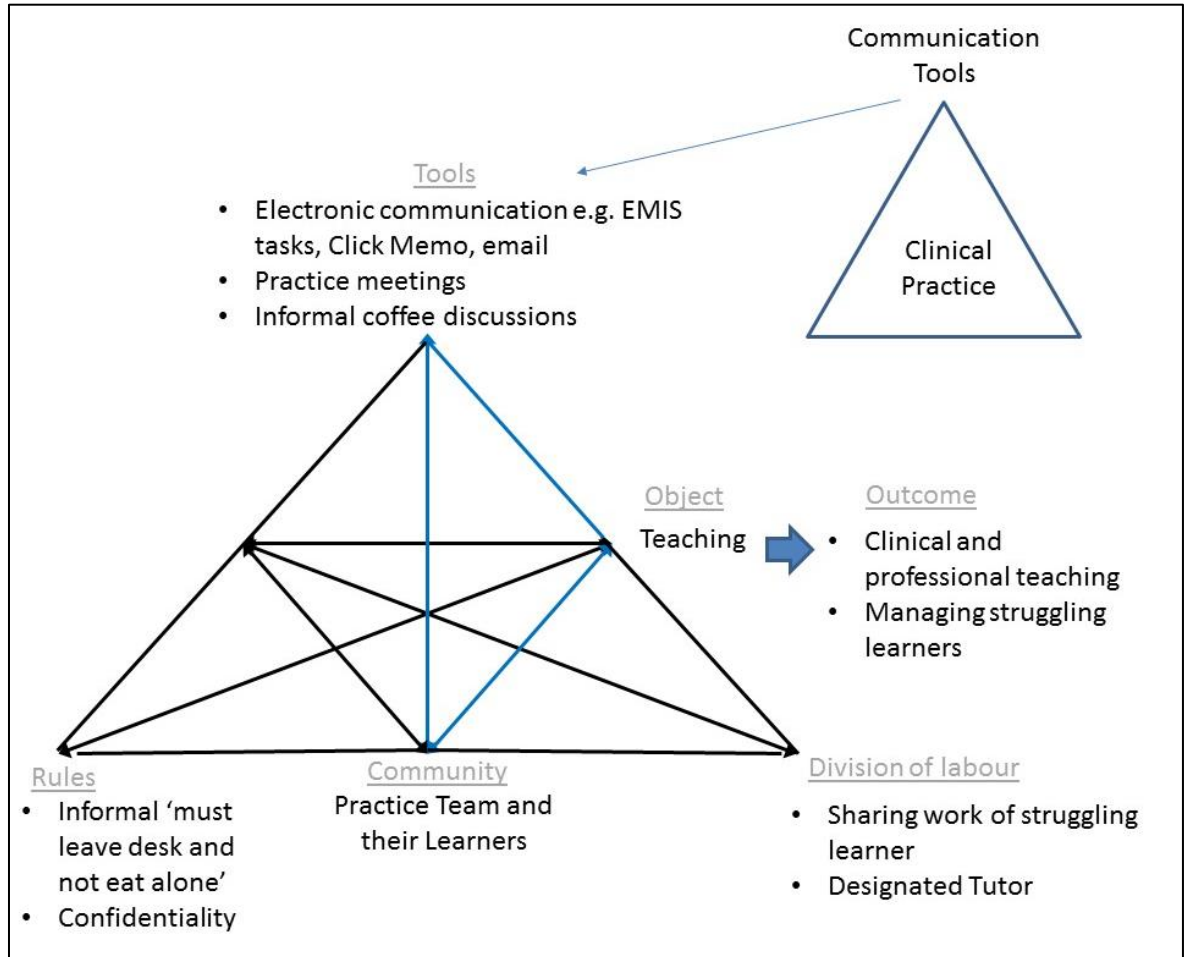 Communication
Tools
Clinical
Practice
Tools
• Electronic communication e.g. EMIS
tasks, Click Memo, email
• Practice meetings
• Informal coffee discussions
Object
Teaching
Outcome
• Clinical and
professional teaching
• Managing struggling
learners
Rules
• Informal ‘must
leave desk and
not eat alone’
• Confidentiality
Community
Practice Team and
their Learners
Division of labour
• Sharing work of struggling
learner
• Designated Tutor